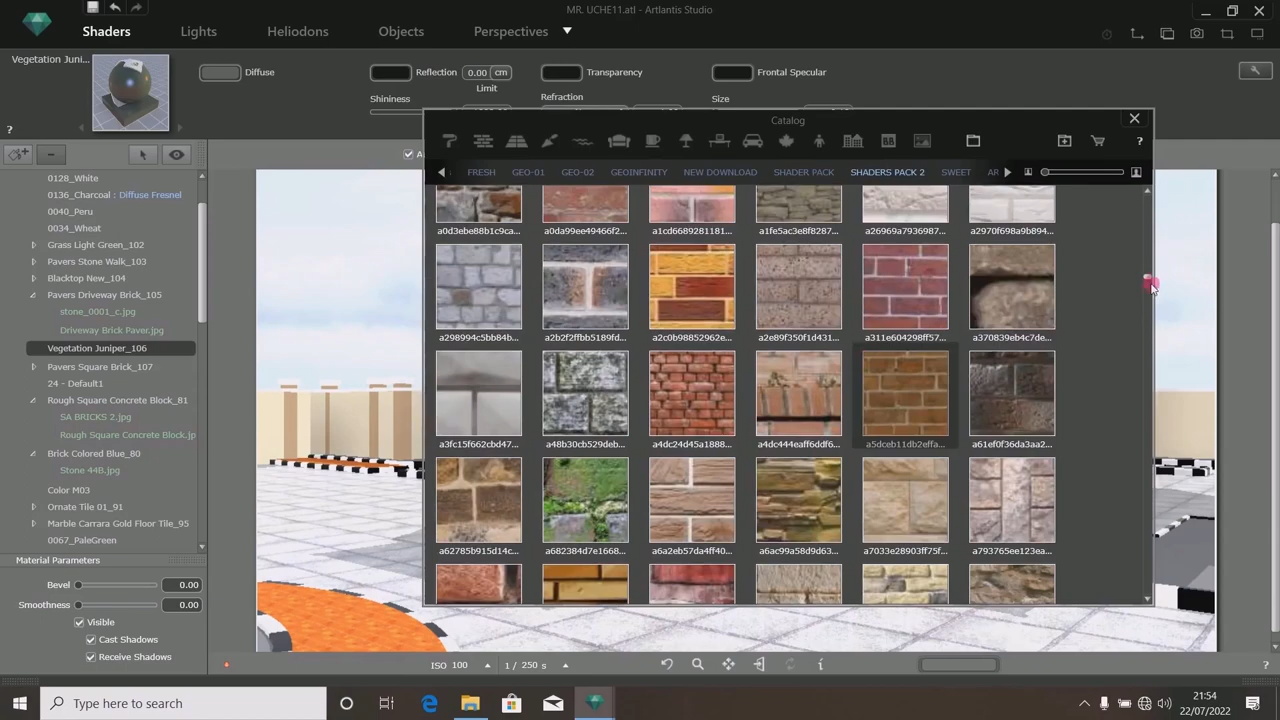 MR. UCHE11.atl - Artlantis Studio
Shaders
Lights
Heliodons
Objects
Perspectives
Vegetation Juni...
Diffuse
Reflection
0.00
cm
Limit
Transparency
Refraction
Frontal Specular
Size
Shininess
?
Catalog
?
FRESH
GEO-01
GEO-02
GEOINFINITY
NEW DOWNLOAD
SHADER PACK
SHADERS PACK 2
SWEET
AR
0128_White
0136_Charcoal : Diffuse Fresnel
0040_Peru
0034_Wheat
Grass Light Green_102
Pavers Stone Walk_103
Blacktop New_104
Pavers Driveway Brick_105
stone_0001_c.jpg
Driveway Brick Paver.jpg
Vegetation Juniper_106
Pavers Square Brick_107
24 - Default1
Rough Square Concrete Block_81
SA BRICKS 2.jpg
Rough Square Concrete Block.jp
Brick Colored Blue_80
Stone 44B.jpg
Color M03
Ornate Tile 01_91
Marble Carrara Gold Floor Tile_95
0067_PaleGreen
a0d3ebe88b1c9ca...
a0da99ee49466f2...
a1cd6689281181...
a1fe5ac3e8f8287...
a26969a7936987...
a2970f698a9b894...
a298994c5bb84b...
a2b2f2ffbb5189fd...
a2c0b98852962e...
a2e89f350f1d431...
a311e604298ff57...
a370839eb4c7de...
a3fc15f662cbd47...
a48b30cb529deb...
a4dc24d45a1888...
a4dc444eaff6ddf6...
a5dceb11db2effa...
a61ef0f36da3aa2...
a62785b915d14c...
a682384d7e1668...
a6a2eb57da4ff40...
a6ac99a58d9d63...
a7033e28903ff75f...
a793765ee123ea...
Material Parameters
Bevel
0.00
Smoothness
0.00
Visible
Cast Shadows
Receive Shadows
ISO 100
1 / 250 s
?
Type here to search
21:54
22/07/2022